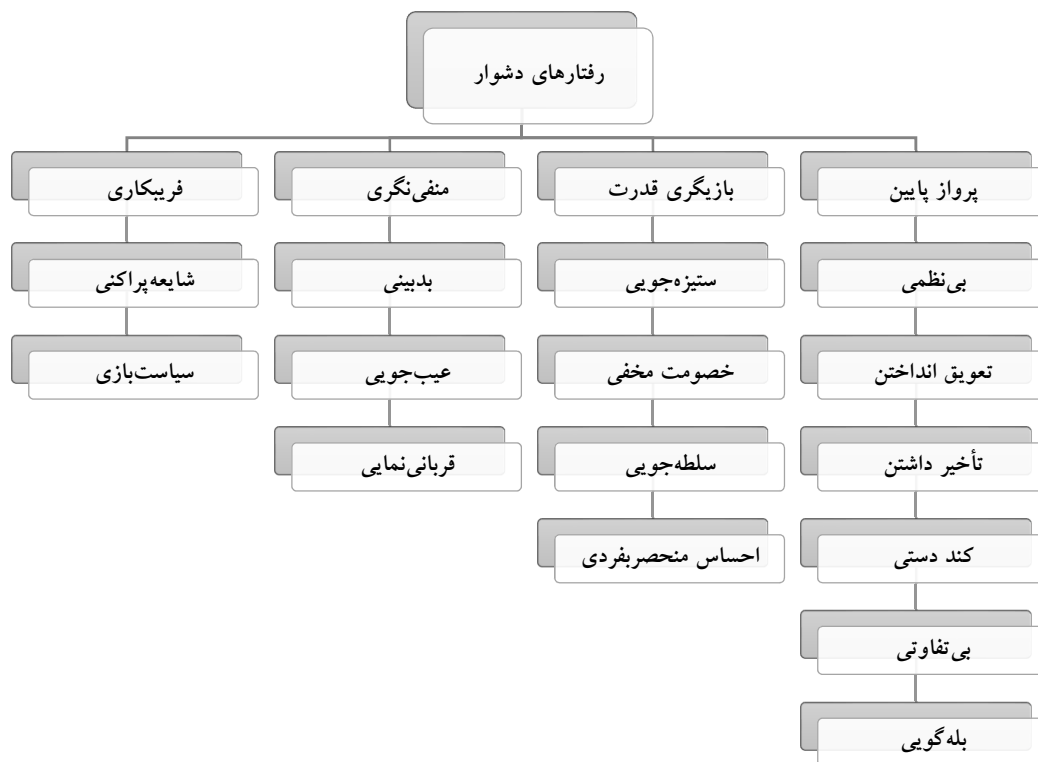 رفتارهای دشوار
پرواز پایین
بی‌نظمی
تعویق انداختن
تأخیر داشتن
کند دستی
بی‌تفاوتی
بله‌گویی
بازیگری قدرت
ستیزه‌جویی
خصومت مخفی
سلطه‌جویی
احساس منحصربفردی
منفی‌نگری
بدبینی
عیب‌جویی
قربانی‌نمایی
فریبکاری
شایعه‌پراکنی
سیاست‌بازی